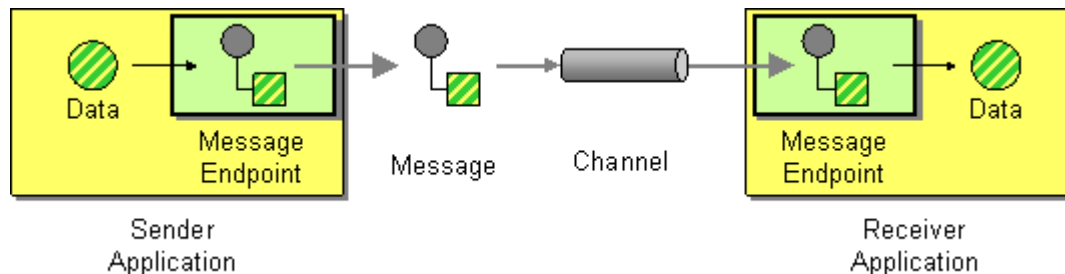 Data
Message
Endpoint
Sender
Application
Message
Channel
Message
Endpoint
Data
Receiver
Application